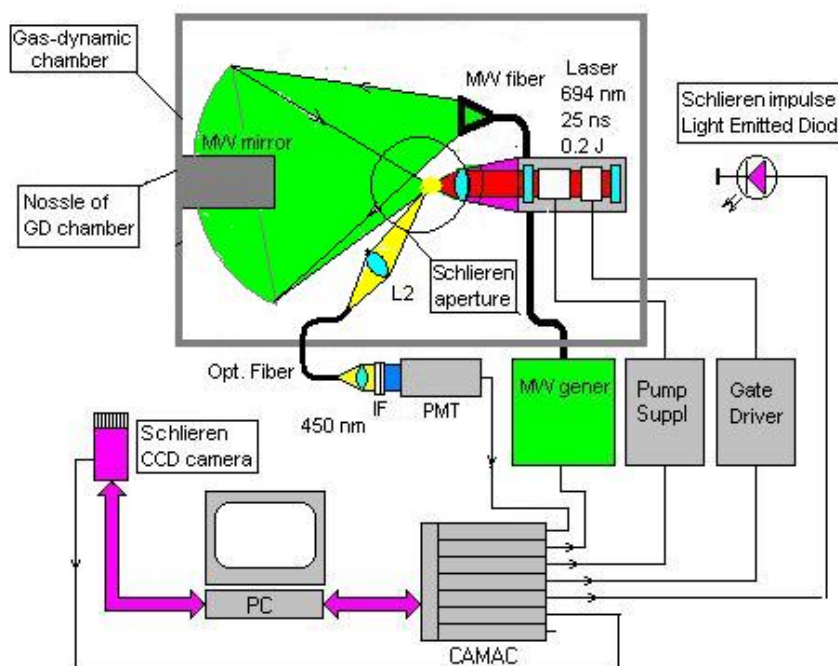 Gas-dynamic
chamber
MW mirror
Nossle of
GD chamber
MW fiber
Laser
694 nm
25 ns
0.2 J
Schlieren impulse
Light Emitted Diod
Schlieren
aperture
L2
Opt. Fiber
450 nm
IF
PMT
MW gener
Pump
Suppl
Gate
Driver
Schlieren
CCD camera
PC
CAMAC